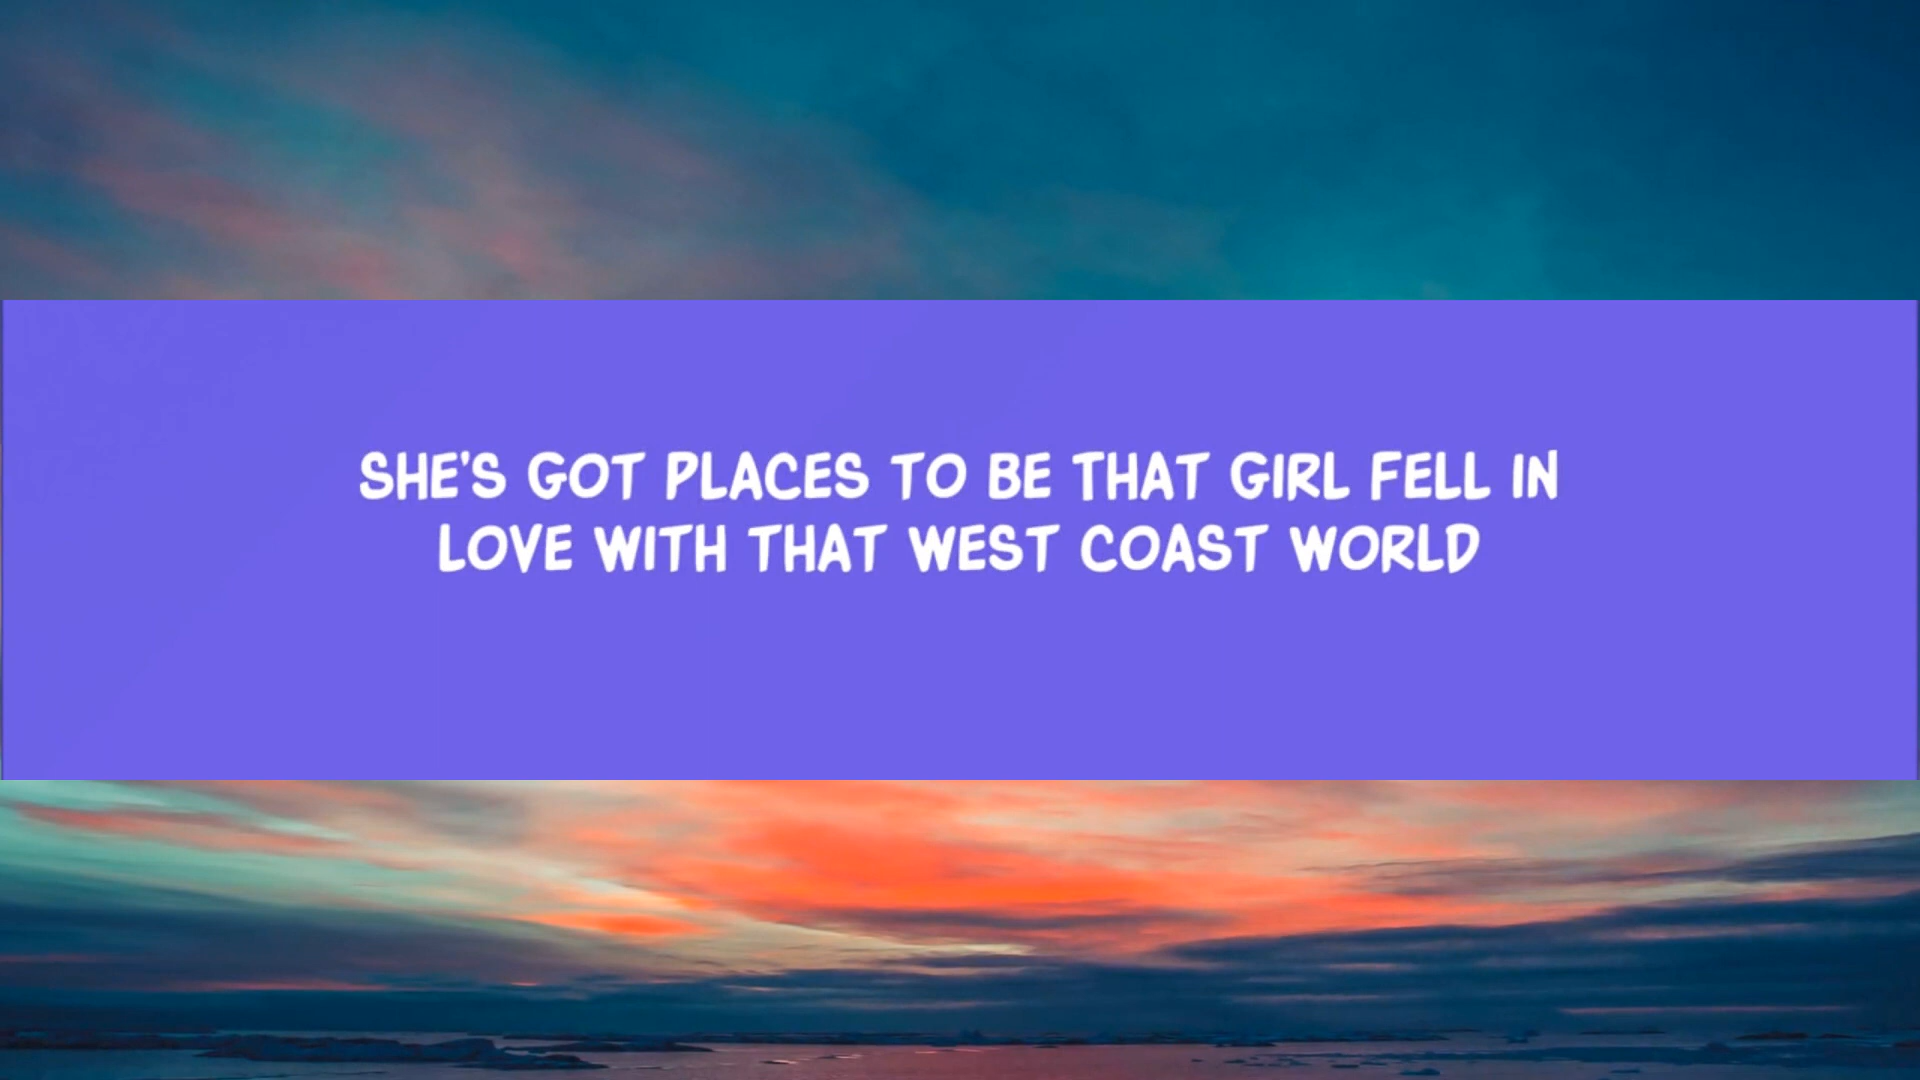 SHE'S GOT PLACES TO BE THAT GIRL FELL IN
LOVE WITH THAT WEST COAST WORLD